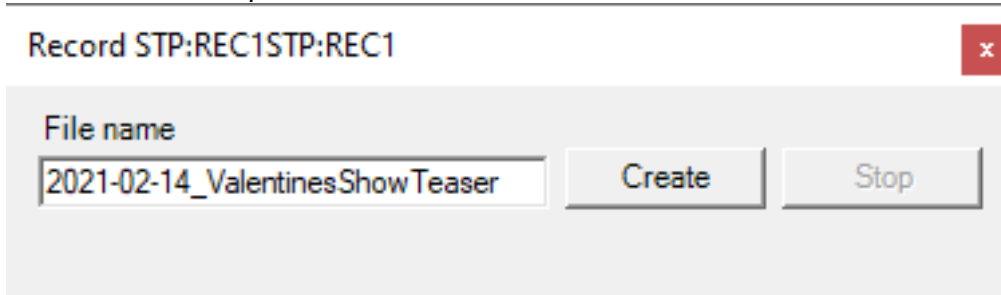 Record STP:REC1STP:REC1
x
File name
2021-02-14_ValentinesShowTeaser
Create
Stop